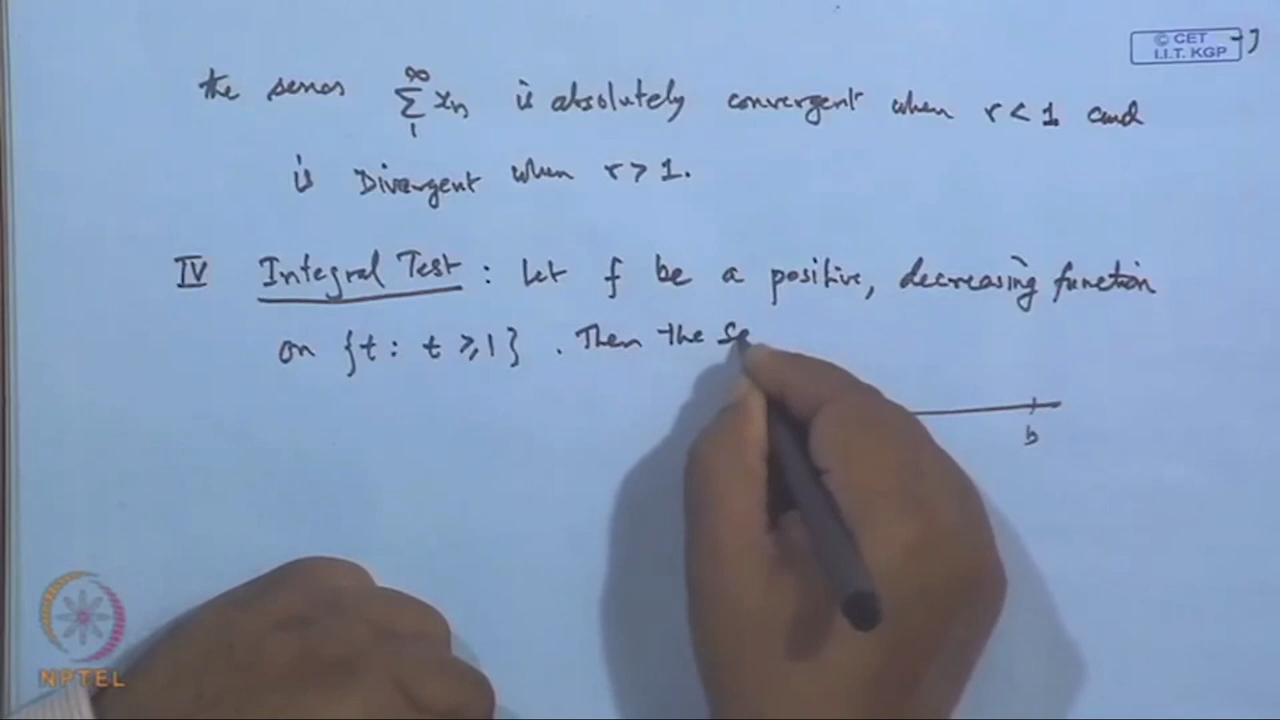 © CET
I.I.T. KGP
the series ∞ Σ 1 xn is absolutely convergent when r < 1 and
is Divergent when r > 1.
IV Integral Test : Let f be a positive, decreasing function
on {t : t ≥ 1} . Then the Se
b
NPTEL